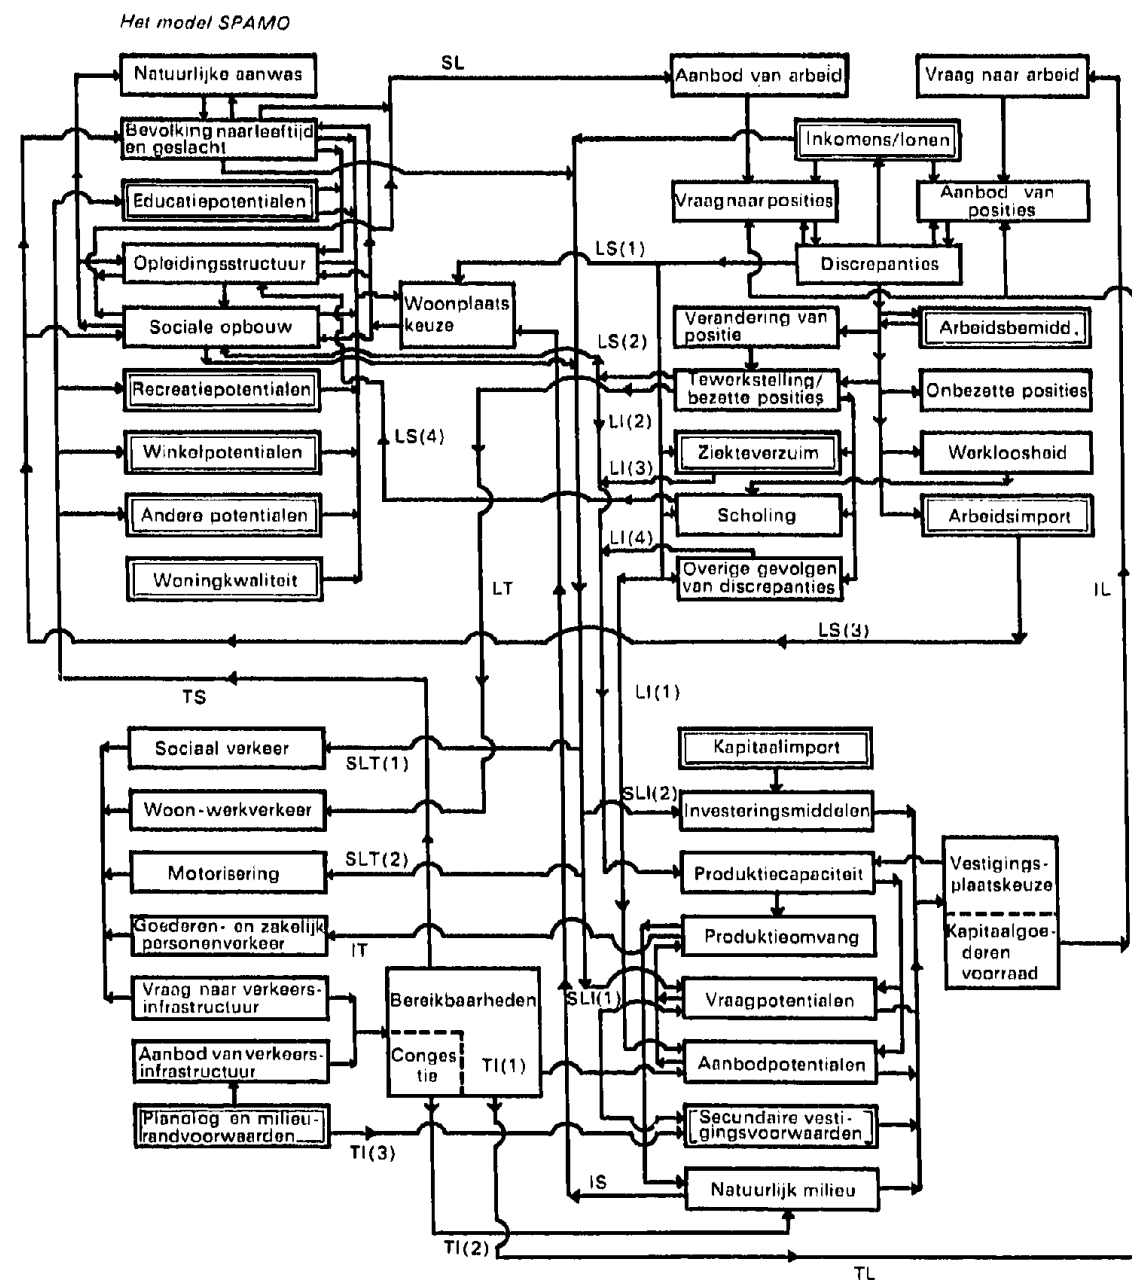 Het model SPAMO
Natuurlijke aanwas
SL
Aanbod van arbeid
Vraag naar arbeid
Bevolking naar leeftijd
en geslacht
Inkomens/lonen
Educatiepotentialen
Vraag naar posities
Aanbod van
posities
Opleidingsstructuur
LS(1)
Discrepanties
Woonplaats
keuze
Sociale opbouw
Verandering van
positie
Arbeidsbemidd.
LS(2)
Recreatiepotentialen
Tewerkstelling/
bezette posities
Onbezette posities
LI(2)
LS(4)
Winkelpotentialen
Ziekteverzuim
Werkloosheid
LI(3)
Andere potentialen
Scholing
Arbeidsimport
LI(4)
Woningkwaliteit
Overige gevolgen
van discrepanties
LT
IL
LS(3)
TS
LI(1)
Sociaal verkeer
SLT(1)
Kapitaalimport
SLI(2)
Woon-werkverkeer
Investeringsmiddelen
SLT(2)
Motorisering
Produktiecapaciteit
Vestigings-
plaatskeuze
Goederen- en zakelijk
personenverkeer
IT
Produktieomvang
Kapitaalgoe-
deren
voorraad
Vraag naar verkeers-
infrastructuur
Bereikbaarheden
SLI(1)
Vraagpotentialen
Aanbod van verkeers-
infrastructuur
Conges
tie
TI(1)
Aanbodpotentialen
Planolog en milieu-
randvoorwaarden
TI(3)
Secundaire vesti-
gingsvoorwaarden
IS
Natuurlijk milieu
TI(2)
TL